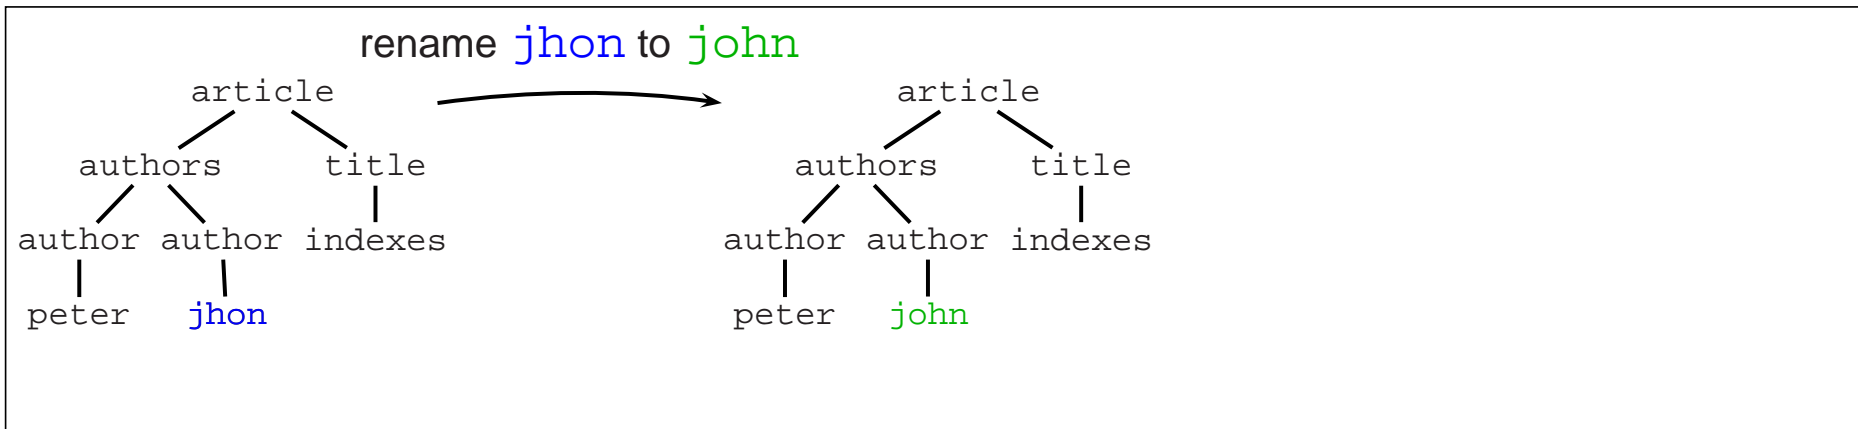 rename jhon to john
article article
authors title authors title
author author indexes author author indexes
peter jhon peter john